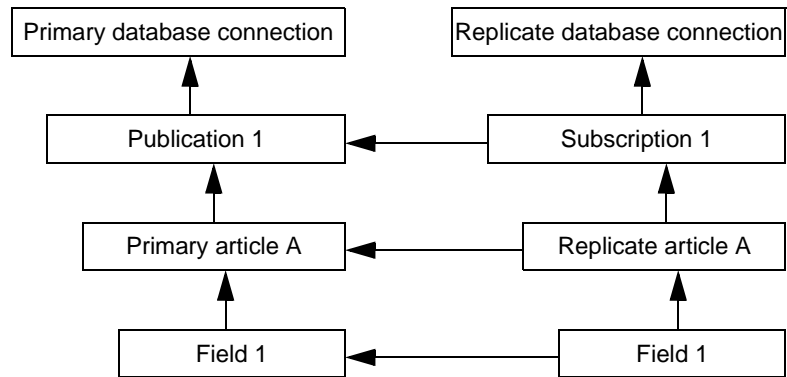 Primary database connection
Replicate database connection
Publication 1
Subscription 1
Primary article A
Replicate article A
Field 1
Field 1